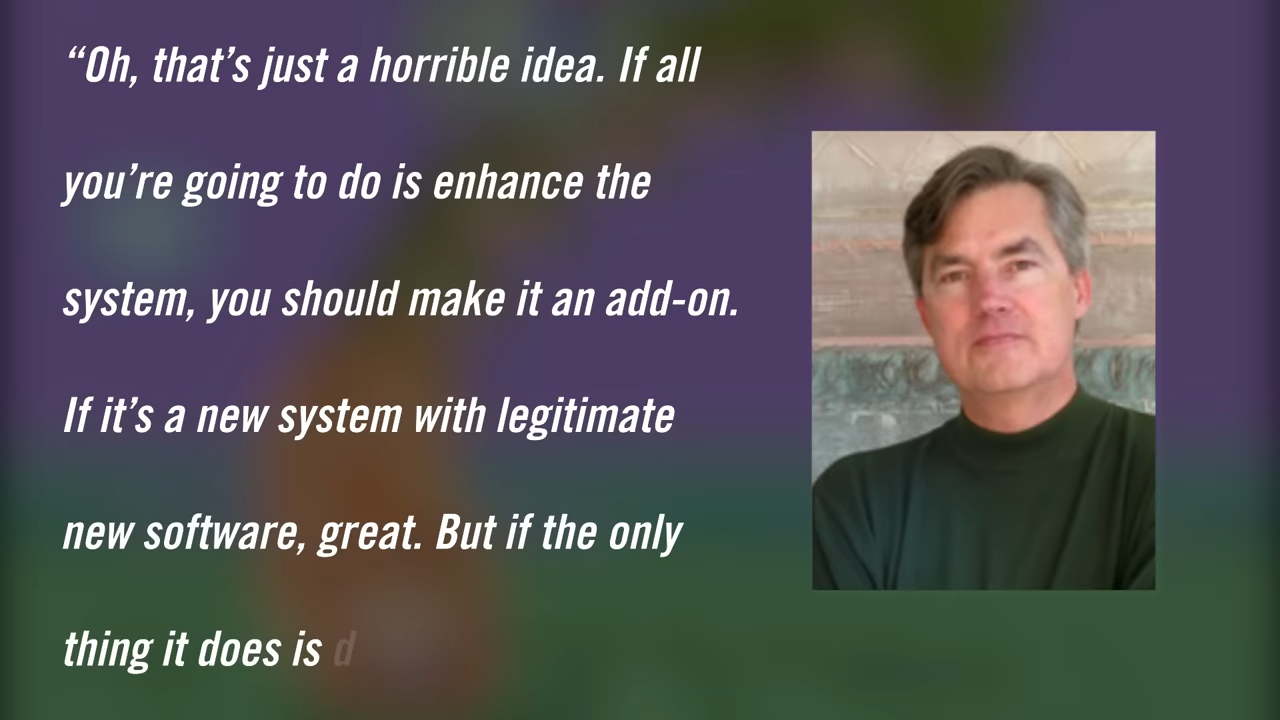 “Oh, that’s just a horrible idea. If all
you’re going to do is enhance the
system, you should make it an add-on.
If it’s a new system with legitimate
new software, great. But if the only
thing it does is d